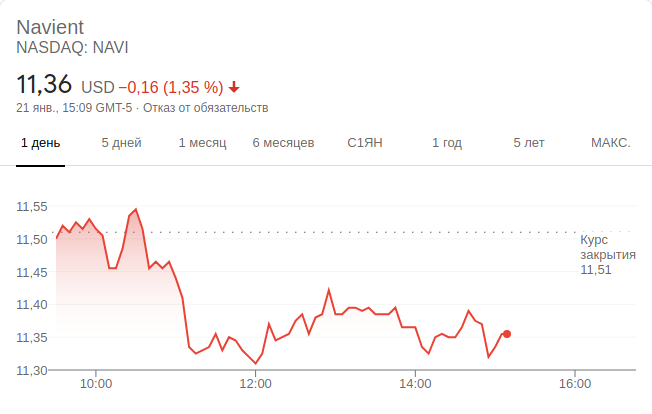 Navient
NASDAQ: NAVI
11,36 USD −0,16 (1,35 %)
21 янв., 15:09 GMT-5 · Отказ от обязательств
1 день 5 дней 1 месяц 6 месяцев С1ЯН 1 год 5 лет МАКС.
11,55
11,50
11,45
11,40
11,35
11,30
Курс
закрытия
11,51
10:00 12:00 14:00 16:00